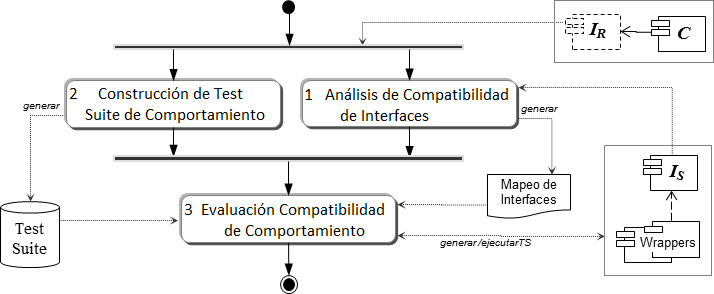 I_R
C
2 Construcción de Test
Suite de Comportamiento
1 Análisis de Compatibilidad
de Interfaces
generar
generar
I_S
Mapeo de
Interfaces
3 Evaluación Compatibilidad
de Comportamiento
Test
Suite
generar/ejecutarTS
Wrappers